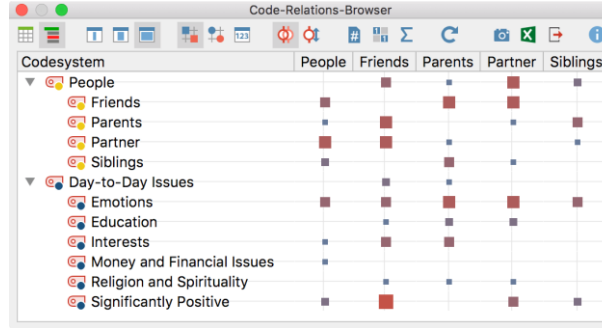 Code-Relations-Browser
123
Codesystem People Friends Parents Partner Siblings
People
Friends
Parents
Partner
Siblings
Day-to-Day Issues
Emotions
Education
Interests
Money and Financial Issues
Religion and Spirituality
Significantly Positive